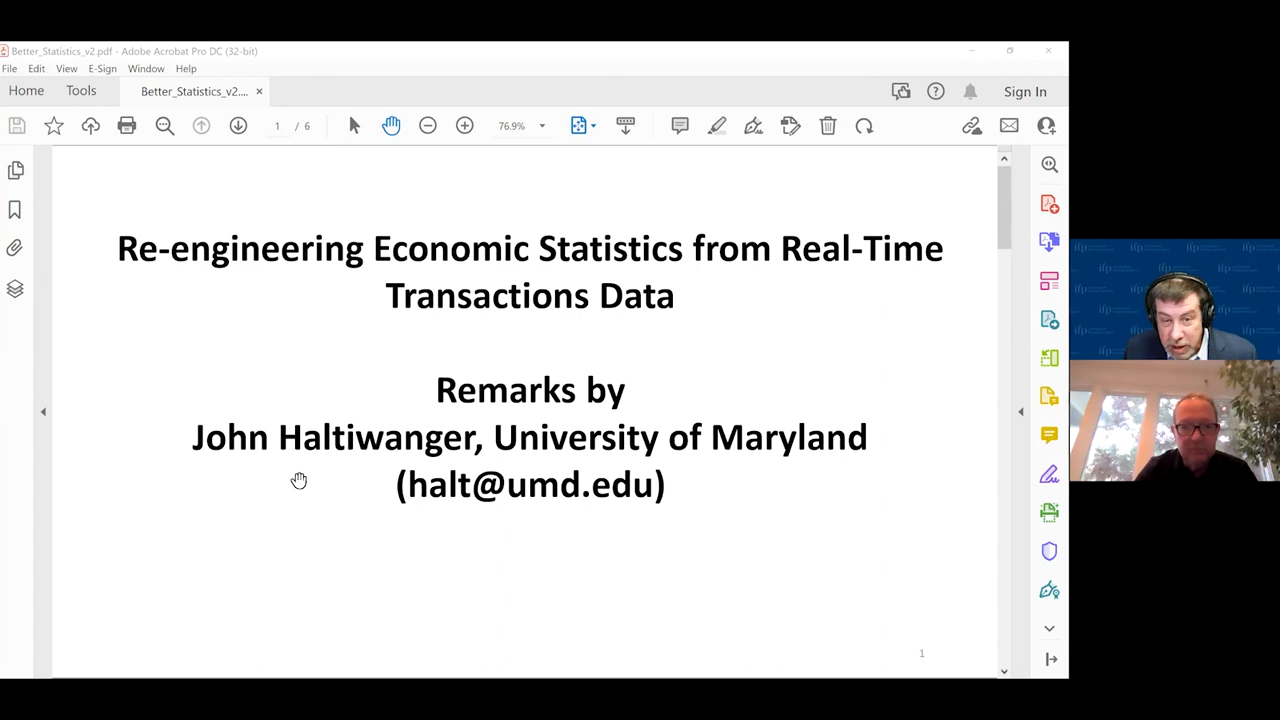 Better_Statistics_v2.pdf - Adobe Acrobat Pro DC (32-bit)
File Edit View E-Sign Window Help
Home Tools Better_Statistics_v2.... × Sign In
1 / 6 76.9%
Re-engineering Economic Statistics from Real-Time
Transactions Data
Remarks by
John Haltiwanger, University of Maryland
(halt@umd.edu)
1
ifp